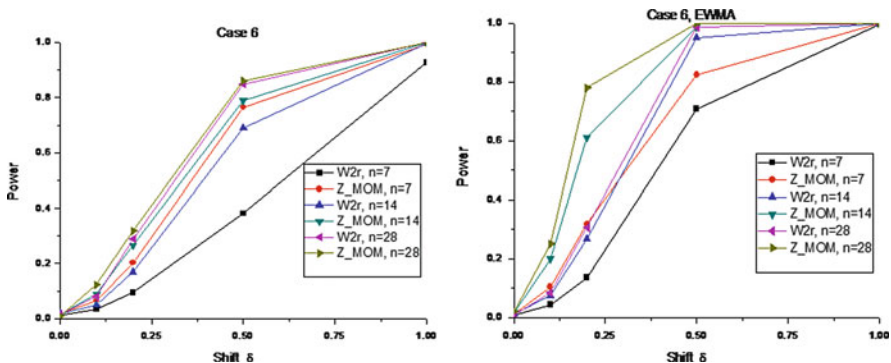 Case 6
1.0
0.8
0.6
0.4
0.2
0.0
Power
0.00
0.25
0.50
0.75
1.00
Shift δ
W2r, n=7
Z_MOM, n=7
W2r, n=14
Z_MOM, n=14
W2r, n=28
Z_MOM, n=28
Case 6, EWMA
1.0
0.8
0.6
0.4
0.2
0.0
Power
0.00
0.25
0.50
0.75
1.00
Shift δ
W2r, n=7
Z_MOM, n=7
W2r, n=14
Z_MOM, n=14
W2r, n=28
Z_MOM, n=28